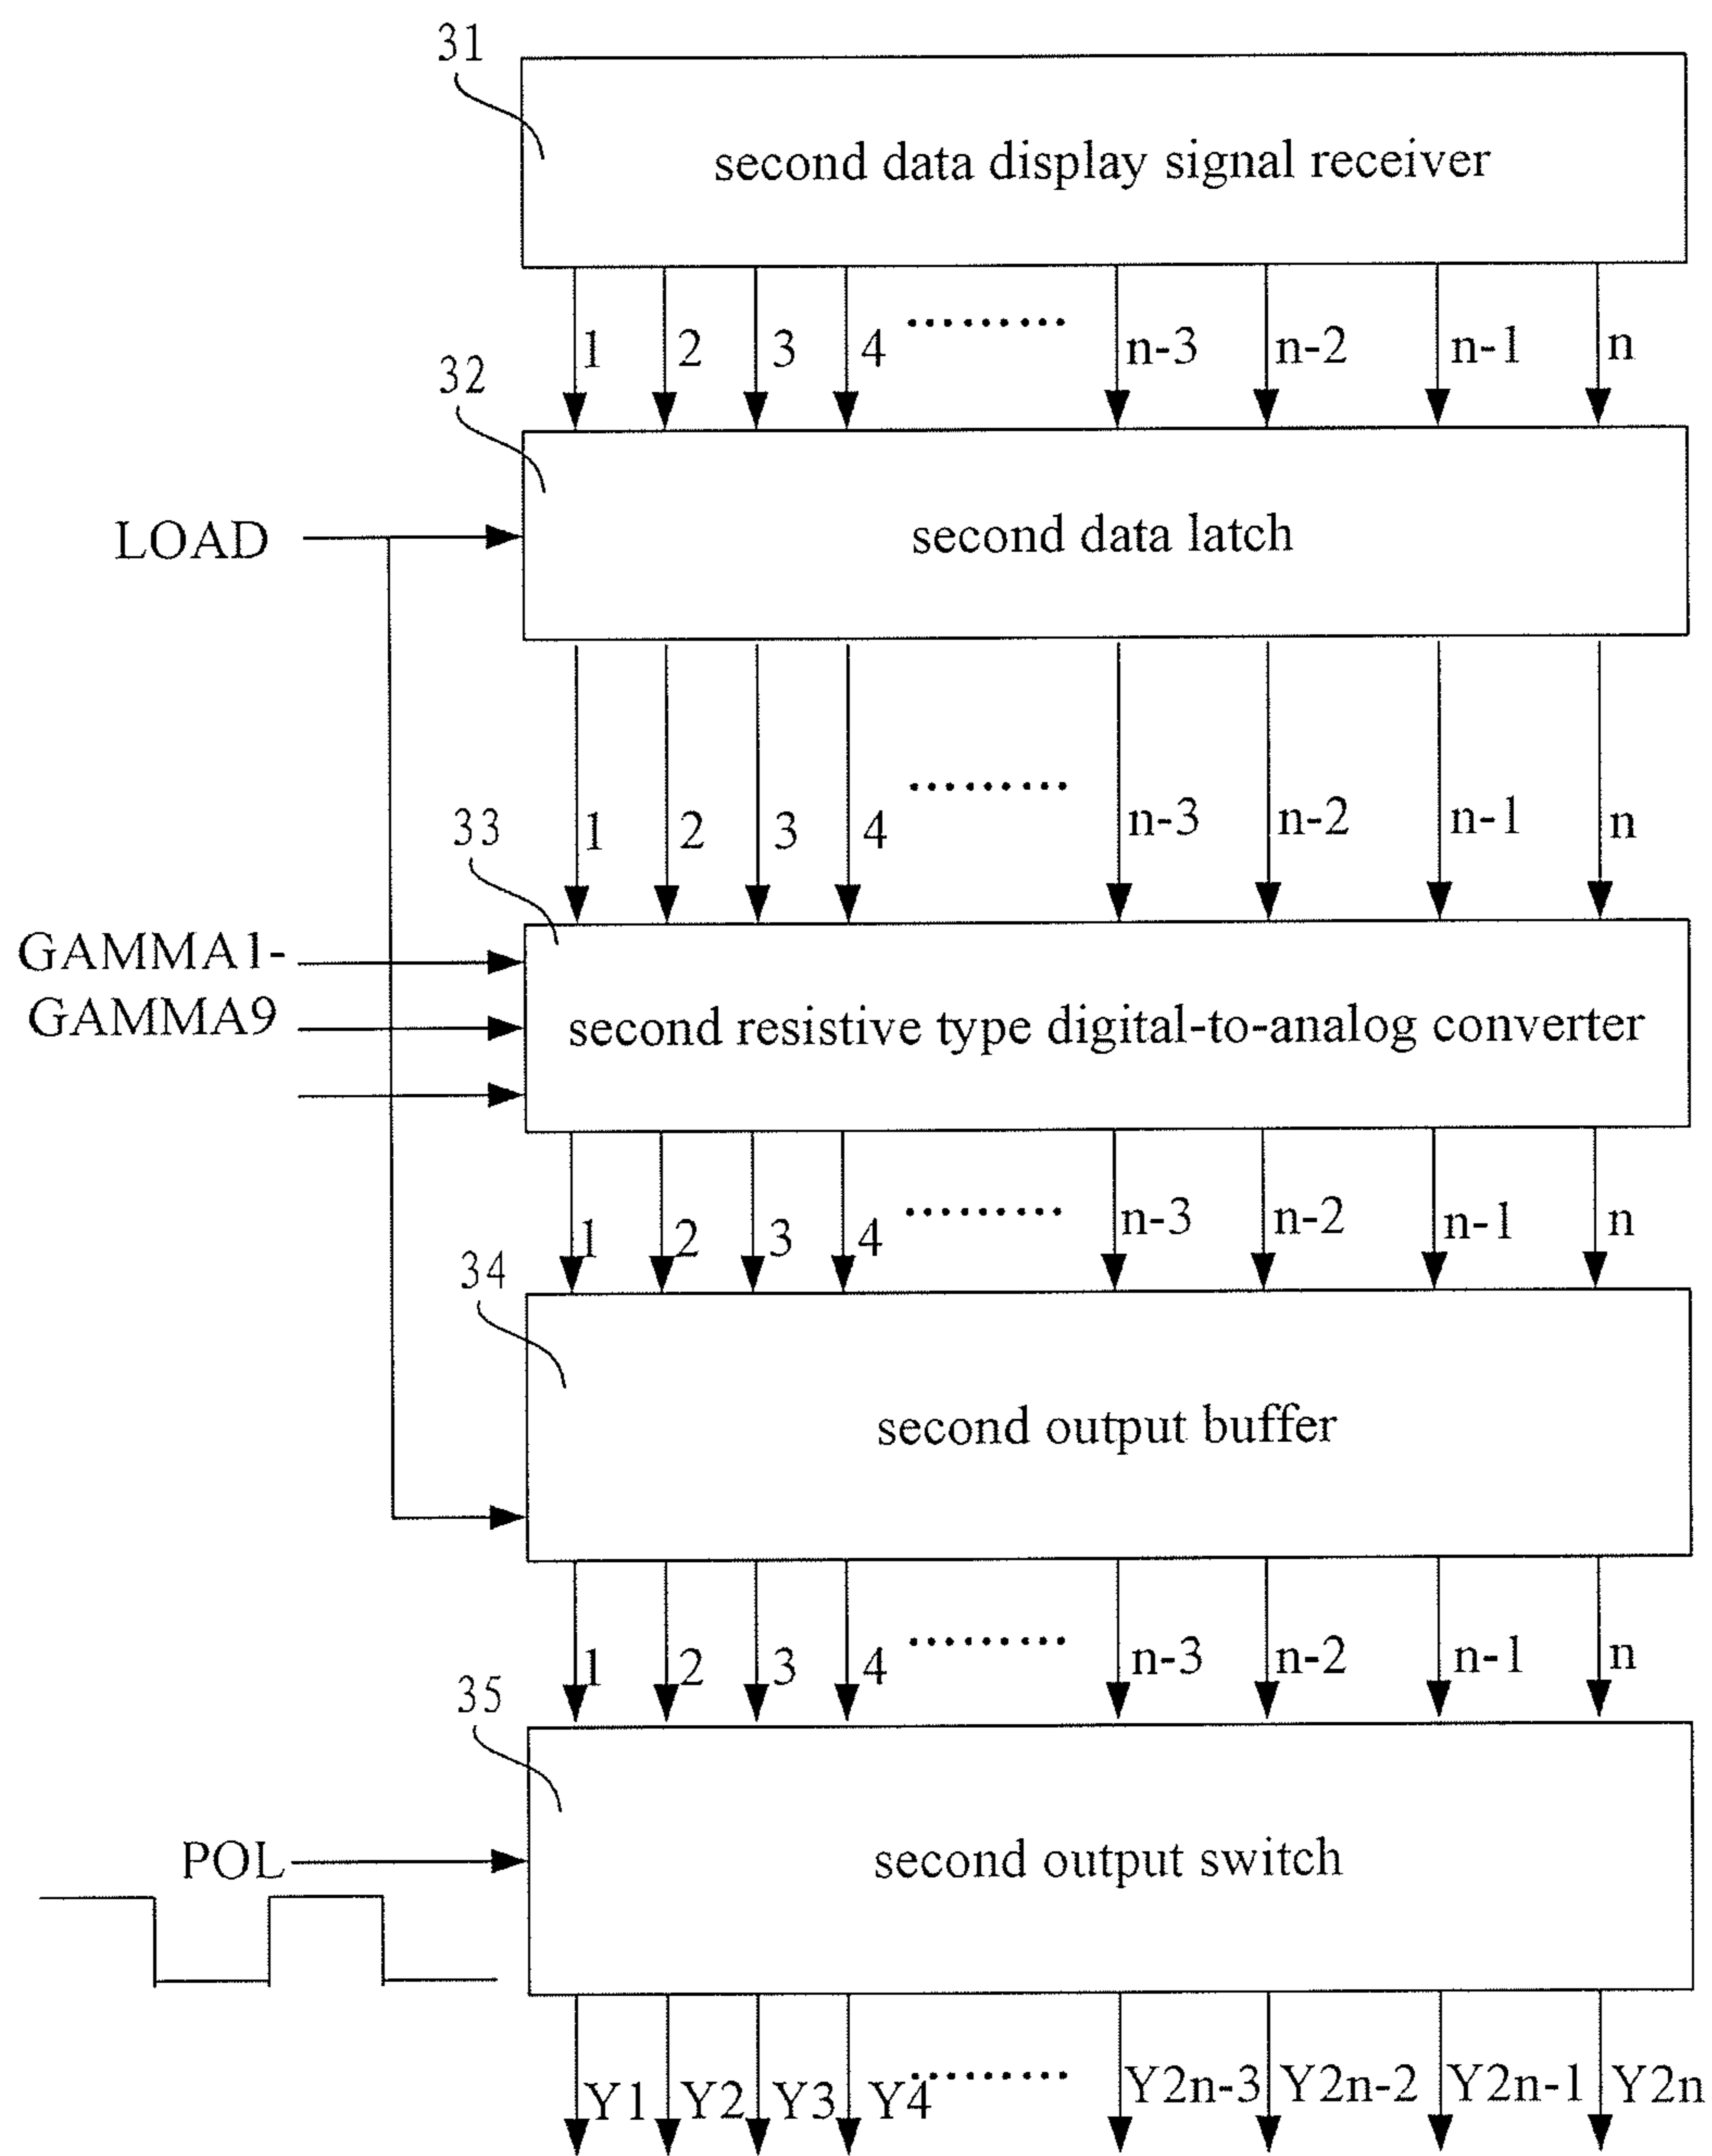 31
second data display signal receiver
1 2 3 4 ......... n-3 n-2 n-1 n
32
LOAD
second data latch
1 2 3 4 ......... n-3 n-2 n-1 n
33
GAMMA1-
GAMMA9
second resistive type digital-to-analog converter
1 2 3 4 ......... n-3 n-2 n-1 n
34
second output buffer
1 2 3 4 ......... n-3 n-2 n-1 n
35
POL
second output switch
Y1 Y2 Y3 Y4 ......... Y2n-3 Y2n-2 Y2n-1 Y2n